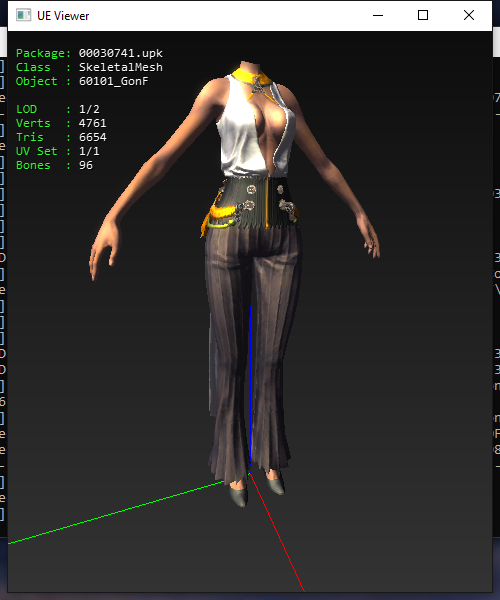 UE Viewer
Package: 00030741.upk
Class : SkeletalMesh
Object : 60101_GonF
LOD : 1/2
Verts : 4761
Tris : 6654
UV Set : 1/1
Bones : 96